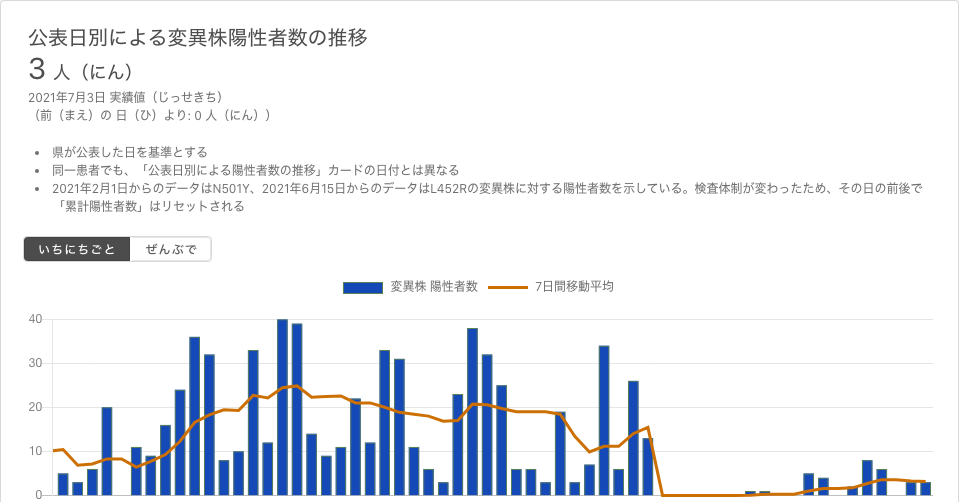 公表日別による変異株陽性者数の推移
3 人（にん）
2021年7月3日 実績値（じっせきち）
（前（まえ）の 日（ひ）より: 0 人（にん））
• 県が公表した日を基準とする
• 同一患者でも、「公表日別による陽性者数の推移」カードの日付とは異なる
• 2021年2月1日からのデータはN501Y、2021年6月15日からのデータはL452Rの変異株に対する陽性者数を示している。検査体制が変わったため、その日の前後で
「累計陽性者数」はリセットされる
いちにちごと ぜんぶで
変異株 陽性者数 7日間移動平均
40
30
20
10
0